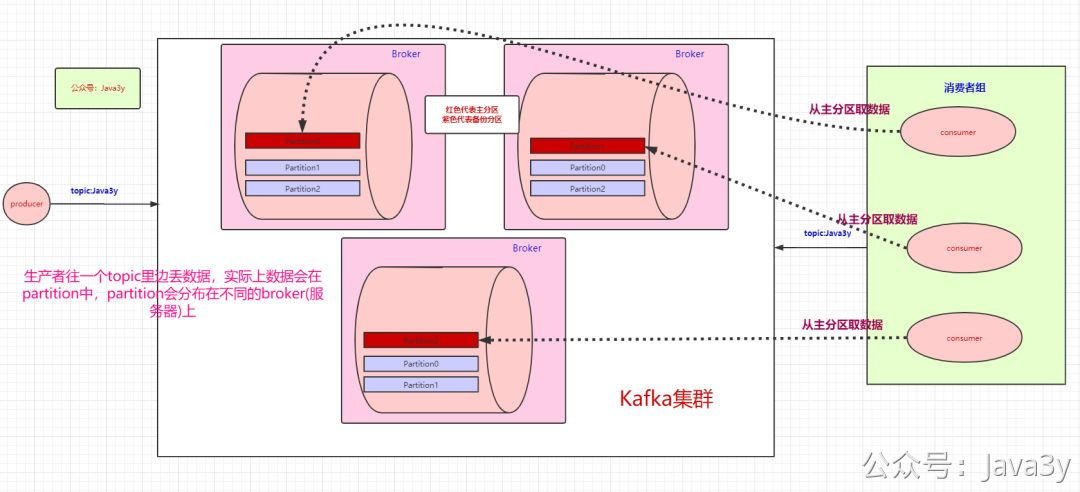 Broker
Broker
公众号：Java3y
红色代表主分区
紫色代表备份分区
消费者组
从主分区取数据
consumer
Partition0
Partition1
Partition2
Partition1
Partition0
Partition2
producer
topic:Java3y
从主分区取数据
topic:Java3y
consumer
Broker
生产者往一个topic里边丢数据，实际上数据会在
partition中，partition会分布在不同的broker(服
务器)上
从主分区取数据
consumer
Partition2
Partition0
Partition1
Kafka集群
公众号：Java3y